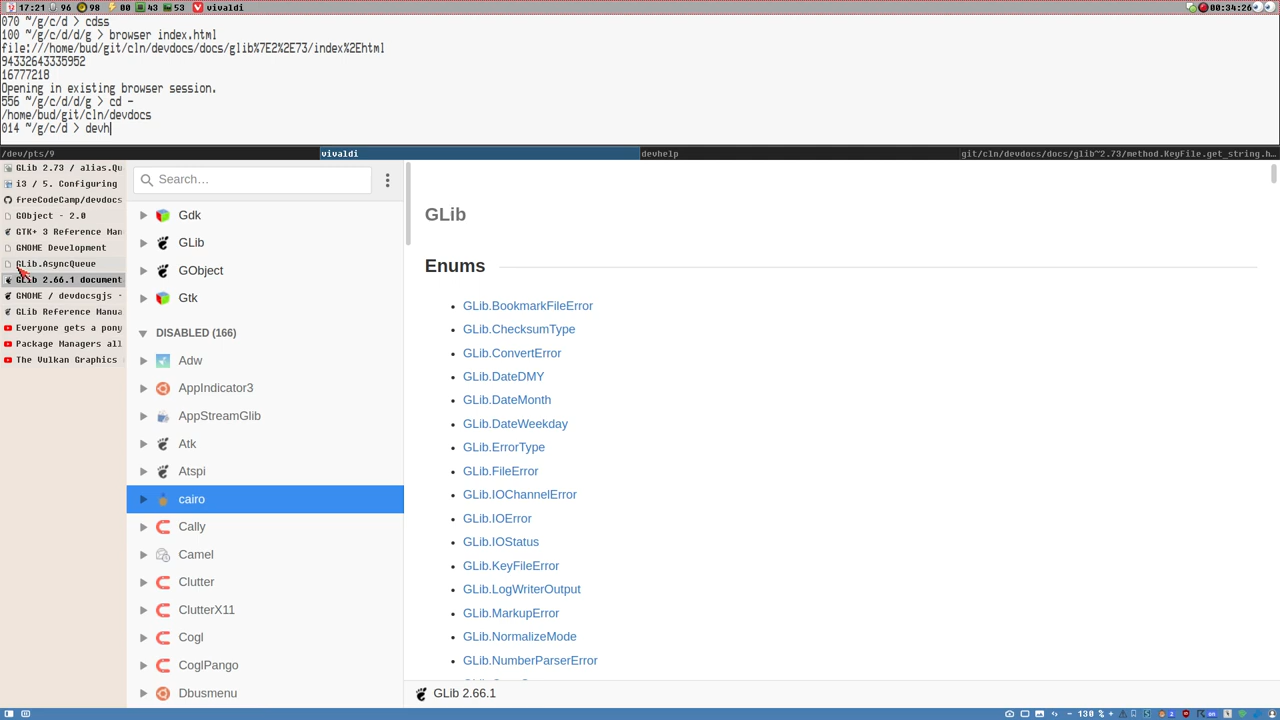 17:21 96 98 00 43 53 vivaldi 00:34:26
070 ~/g/c/d > cdss
100 ~/g/c/d/d/g > browser index.html
file:///home/bud/git/cln/devdocs/docs/glib%7E2%2E73/index%2Ehtml
94332643335952
16777218
Opening in existing browser session.
556 ~/g/c/d/d/g > cd -
/home/bud/git/cln/devdocs
014 ~/g/c/d > devh
/dev/pts/9 vivaldi devhelp git/cln/devdocs/docs/glib~2.73/method.KeyFile.get_string.h…
GLib 2.73 / alias.Qu
i3 / 5. Configuring
freeCodeCamp/devdocs
GObject - 2.0
GTK+ 3 Reference Man
GNOME Development
GLib.AsyncQueue
GLib 2.66.1 document
GNOME / devdocsgjs -
GLib Reference Manua
Everyone gets a pony
Package Managers all
The Vulkan Graphics
Search…
Gdk
GLib
GObject
Gtk
DISABLED (166)
Adw
AppIndicator3
AppStreamGlib
Atk
Atspi
cairo
Cally
Camel
Clutter
ClutterX11
Cogl
CoglPango
Dbusmenu
GLib
Enums
GLib.BookmarkFileError
GLib.ChecksumType
GLib.ConvertError
GLib.DateDMY
GLib.DateMonth
GLib.DateWeekday
GLib.ErrorType
GLib.FileError
GLib.IOChannelError
GLib.IOError
GLib.IOStatus
GLib.KeyFileError
GLib.LogWriterOutput
GLib.MarkupError
GLib.NormalizeMode
GLib.NumberParserError
GLib 2.66.1
130 %